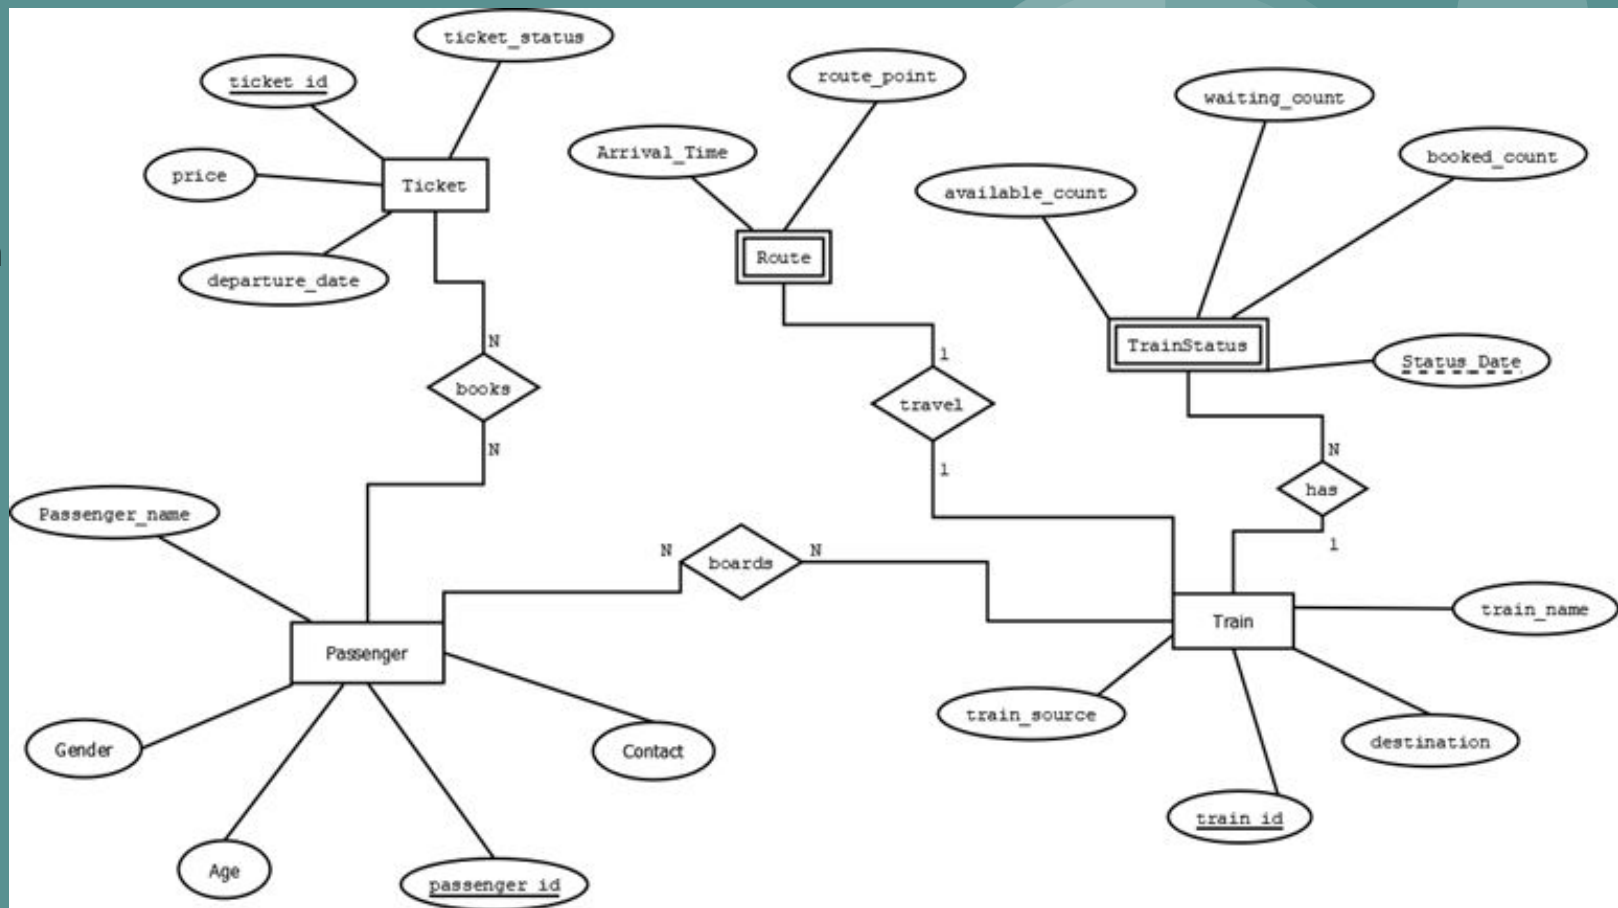 ticket_status
ticket_id
price
Ticket
departure_date
route_point
Arrival_Time
Route
waiting_count
booked_count
available_count
TrainStatus
Status_Date
N
books
N
1
travel
1
N
has
1
Passenger_name
N
boards
N
Passenger
Gender
Age
passenger_id
Contact
Train
train_name
train_source
destination
train_id